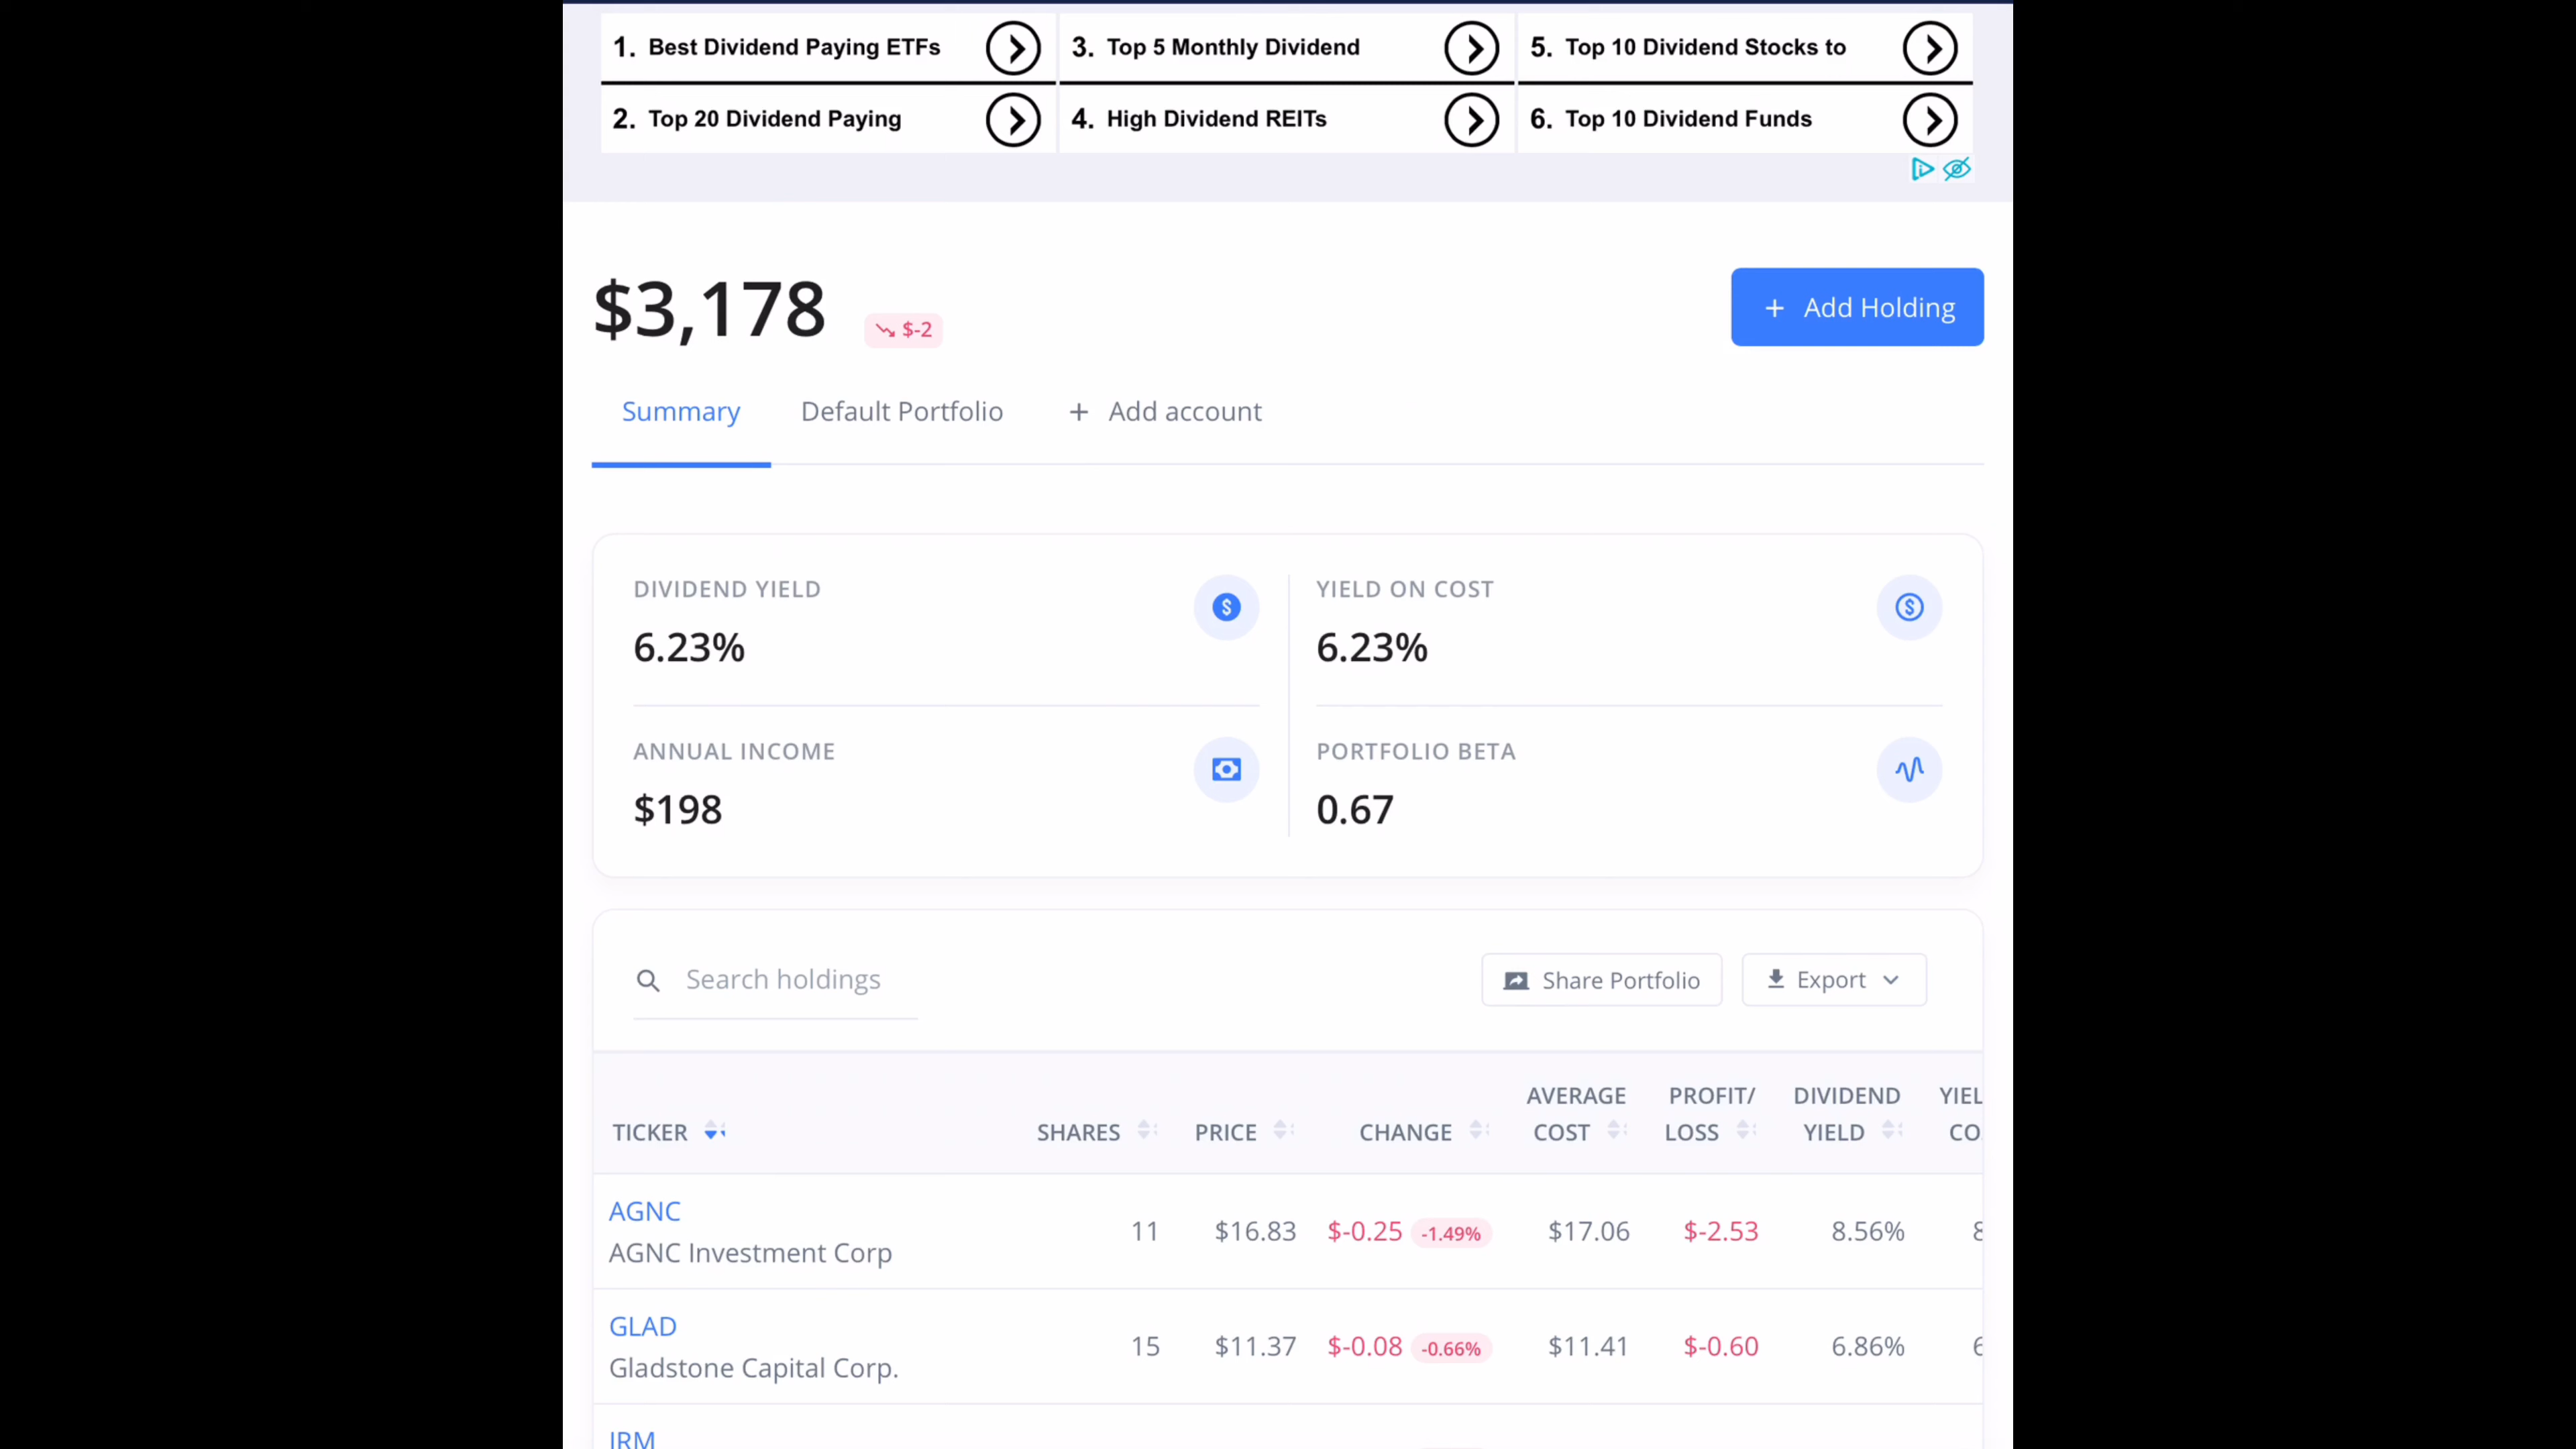 1. Best Dividend Paying ETFs
3. Top 5 Monthly Dividend
5. Top 10 Dividend Stocks to
2. Top 20 Dividend Paying
4. High Dividend REITs
6. Top 10 Dividend Funds
$3,178
$-2
+ Add Holding
Summary
Default Portfolio
+ Add account
DIVIDEND YIELD
6.23%
YIELD ON COST
6.23%
ANNUAL INCOME
$198
PORTFOLIO BETA
0.67
Search holdings
Share Portfolio
Export
TICKER SHARES PRICE CHANGE AVERAGE COST PROFIT/ LOSS DIVIDEND YIELD
AGNC
AGNC Investment Corp
11 $16.83 $-0.25 -1.49% $17.06 $-2.53 8.56%
GLAD
Gladstone Capital Corp.
15 $11.37 $-0.08 -0.66% $11.41 $-0.60 6.86%
IRM